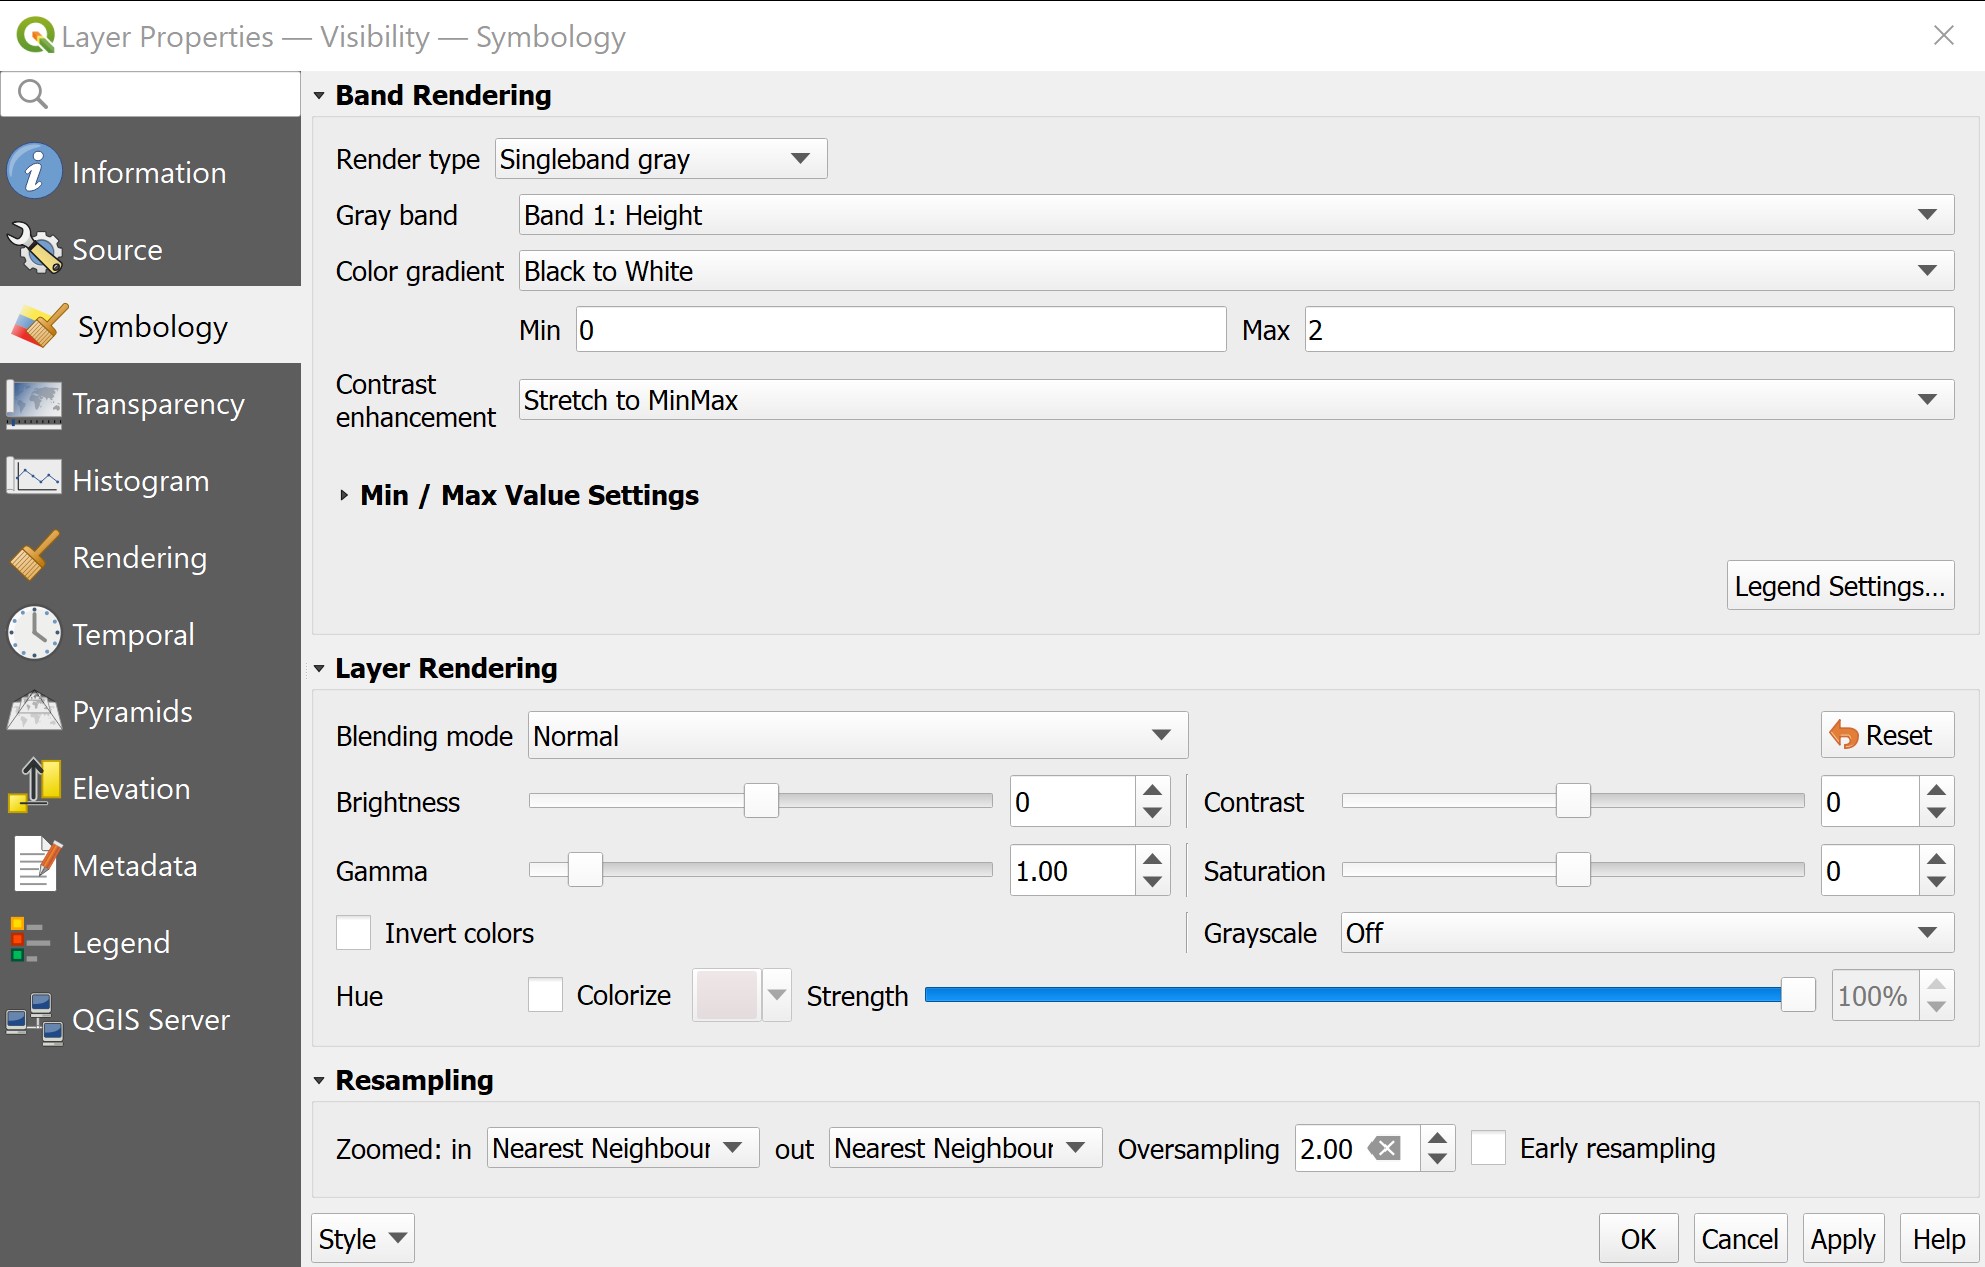 Layer Properties — Visibility — Symbology
Information
Source
Symbology
Transparency
Histogram
Rendering
Temporal
Pyramids
Elevation
Metadata
Legend
QGIS Server
Band Rendering
Render type Singleband gray
Gray band Band 1: Height
Color gradient Black to White
Min 0 Max 2
Contrast
enhancement Stretch to MinMax
Min / Max Value Settings
Legend Settings...
Layer Rendering
Blending mode Normal Reset
Brightness 0 Contrast 0
Gamma 1.00 Saturation 0
Invert colors Grayscale Off
Hue Colorize Strength 100%
Resampling
Zoomed: in Nearest Neighbour out Nearest Neighbour Oversampling 2.00 Early resampling
Style OK Cancel Apply Help